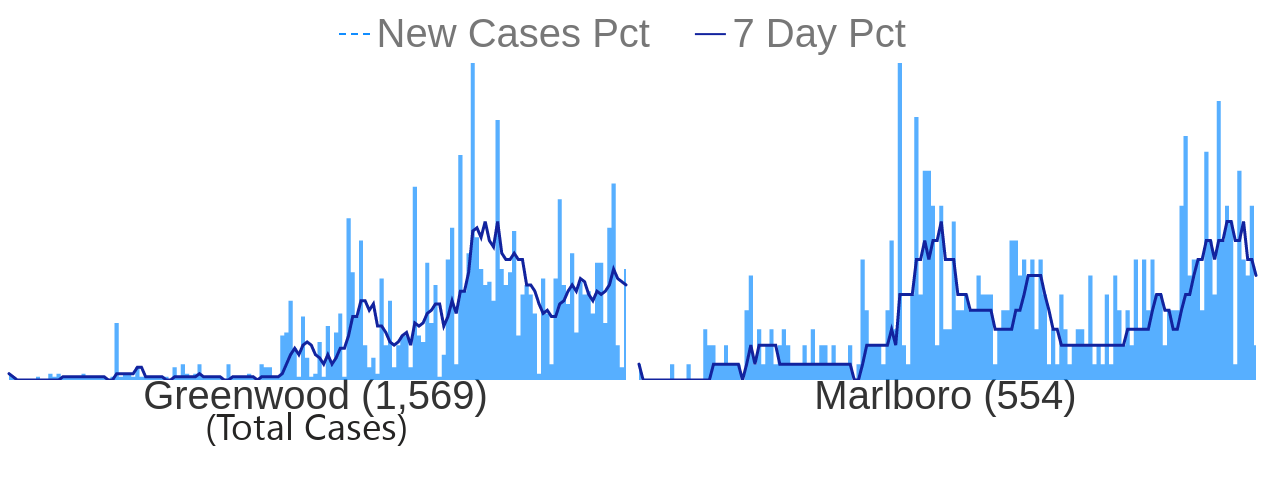 New Cases Pct 7 Day Pct
Greenwood (1,569) Marlboro (554)
(Total Cases)